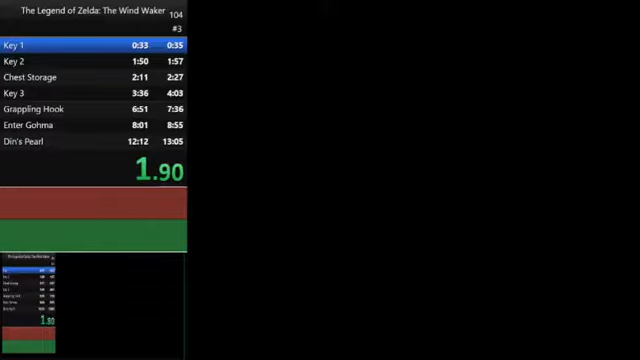 The Legend of Zelda: The Wind Waker
104
#3
Key 1 0:33 0:35
Key 2 1:50 1:57
Chest Storage 2:11 2:27
Key 3 3:36 4:03
Grappling Hook 6:51 7:36
Enter Gohma 8:01 8:55
Din's Pearl 12:12 13:05
1.90
1.90